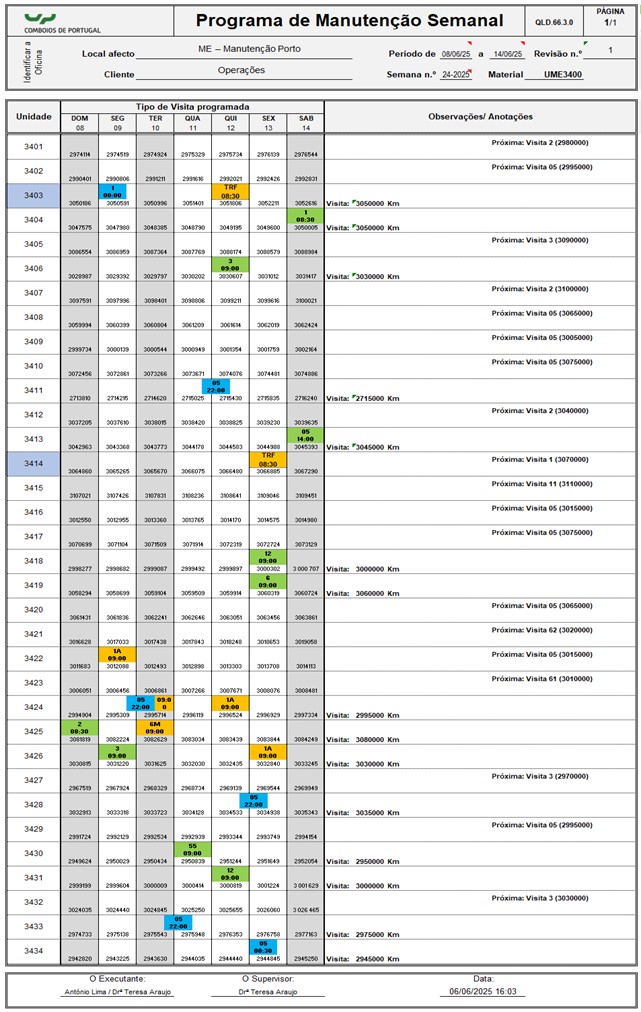 COMBOIOS DE PORTUGAL
Programa de Manutenção Semanal
QLD.66.3.0
PÁGINA
1/1
Identificar a Oficina
Local afecto ME – Manutenção Porto
Período de 08/06/25 a 14/06/25 Revisão n.º 1
Cliente Operações
Semana n.º 24-2025 Material UME3400
Unidade Tipo de Visita programada Observações/ Anotações
DOM SEG TER QUA QUI SEX SAB
08 09 10 11 12 13 14
3401 Próxima: Visita 2 (2980000)
2974114 2974519 2974924 2975329 2975734 2976139 2976544
3402 Próxima: Visita 05 (2995000)
2990401 2990806 2991211 2991616 2992021 2992426 2992831
3403 1 00:00 TRF 08:30
3050186 3050591 3050996 3051401 3051806 3052211 3052616 Visita: 3050000 Km
3404 1 08:30
3047575 3047980 3048385 3048790 3049195 3049600 3050005 Visita: 3050000 Km
3405 Próxima: Visita 3 (3090000)
3086554 3086959 3087364 3087769 3088174 3088579 3088984
3406 3 09:00
3028987 3029392 3029797 3030202 3030607 3031012 3031417 Visita: 3030000 Km
3407 Próxima: Visita 2 (3100000)
3097591 3097996 3098401 3098806 3099211 3099616 3100021
3408 Próxima: Visita 05 (3065000)
3059994 3060399 3060804 3061209 3061614 3062019 3062424
3409 Próxima: Visita 05 (3005000)
2999734 3000139 3000544 3000949 3001354 3001759 3002164
3410 Próxima: Visita 05 (3075000)
3072456 3072861 3073266 3073671 3074076 3074481 3074886
3411 05 22:00
2713810 2714215 2714620 2715025 2715430 2715835 2716240 Visita: 2715000 Km
3412 Próxima: Visita 2 (3040000)
3037205 3037610 3038015 3038420 3038825 3039230 3039635
3413 05 14:00
3042963 3043368 3043773 3044178 3044583 3044988 3045393 Visita: 3045000 Km
3414 TRF 08:30 Próxima: Visita 1 (3070000)
3064860 3065265 3065670 3066075 3066480 3066885 3067290
3415 Próxima: Visita 11 (3110000)
3107021 3107426 3107831 3108236 3108641 3109046 3109451
3416 Próxima: Visita 05 (3015000)
3012550 3012955 3013360 3013765 3014170 3014575 3014980
3417 Próxima: Visita 05 (3075000)
3070699 3071104 3071509 3071914 3072319 3072724 3073129
3418 12 09:00
2998277 2998682 2999087 2999492 2999897 3000302 3 000 707 Visita: 3000000 Km
3419 6 09:00
3058294 3058699 3059104 3059509 3059914 3060319 3060724 Visita: 3060000 Km
3420 Próxima: Visita 05 (3065000)
3061431 3061836 3062241 3062646 3063051 3063456 3063861
3421 Próxima: Visita 62 (3020000)
3016628 3017033 3017438 3017843 3018248 3018653 3019058
3422 1A 09:00 Próxima: Visita 05 (3015000)
3011683 3012088 3012493 3012898 3013303 3013708 3014113
3423 Próxima: Visita 61 (3010000)
3006051 3006456 3006861 3007266 3007671 3008076 3008481
3424 05 22:00 09:00 1A 09:00
2994904 2995309 2995714 2996119 2996524 2996929 2997334 Visita: 2995000 Km
3425 2 08:30 6M 09:00
3081819 3082224 3082629 3083034 3083439 3083844 3084249 Visita: 3080000 Km
3426 3 09:00 1A 09:00
3030815 3031220 3031625 3032030 3032435 3032840 3033245 Visita: 3030000 Km
3427 Próxima: Visita 3 (2970000)
2967519 2967924 2968329 2968734 2969139 2969544 2969949
3428 05 22:00
3032913 3033318 3033723 3034128 3034533 3034938 3035343 Visita: 3035000 Km
3429 Próxima: Visita 05 (2995000)
2991724 2992129 2992534 2992939 2993344 2993749 2994154
3430 55 09:00
2949624 2950029 2950434 2950839 2951244 2951649 2952054 Visita: 2950000 Km
3431 12 09:00
2999199 2999604 3000009 3000414 3000819 3001224 3 001 629 Visita: 3000000 Km
3432 Próxima: Visita 3 (3030000)
3024035 3024440 3024845 3025250 3025655 3026060 3 026 465
3433 05 22:00
2974733 2975138 2975543 2975948 2976353 2976758 2977163 Visita: 2975000 Km
3434 05 00:30
2942820 2943225 2943630 2944035 2944440 2944845 2945250 Visita: 2945000 Km
O Executante: O Supervisor: Data:
António Lima / Drª Teresa Araujo Drª Teresa Araujo 06/06/2025 16:03